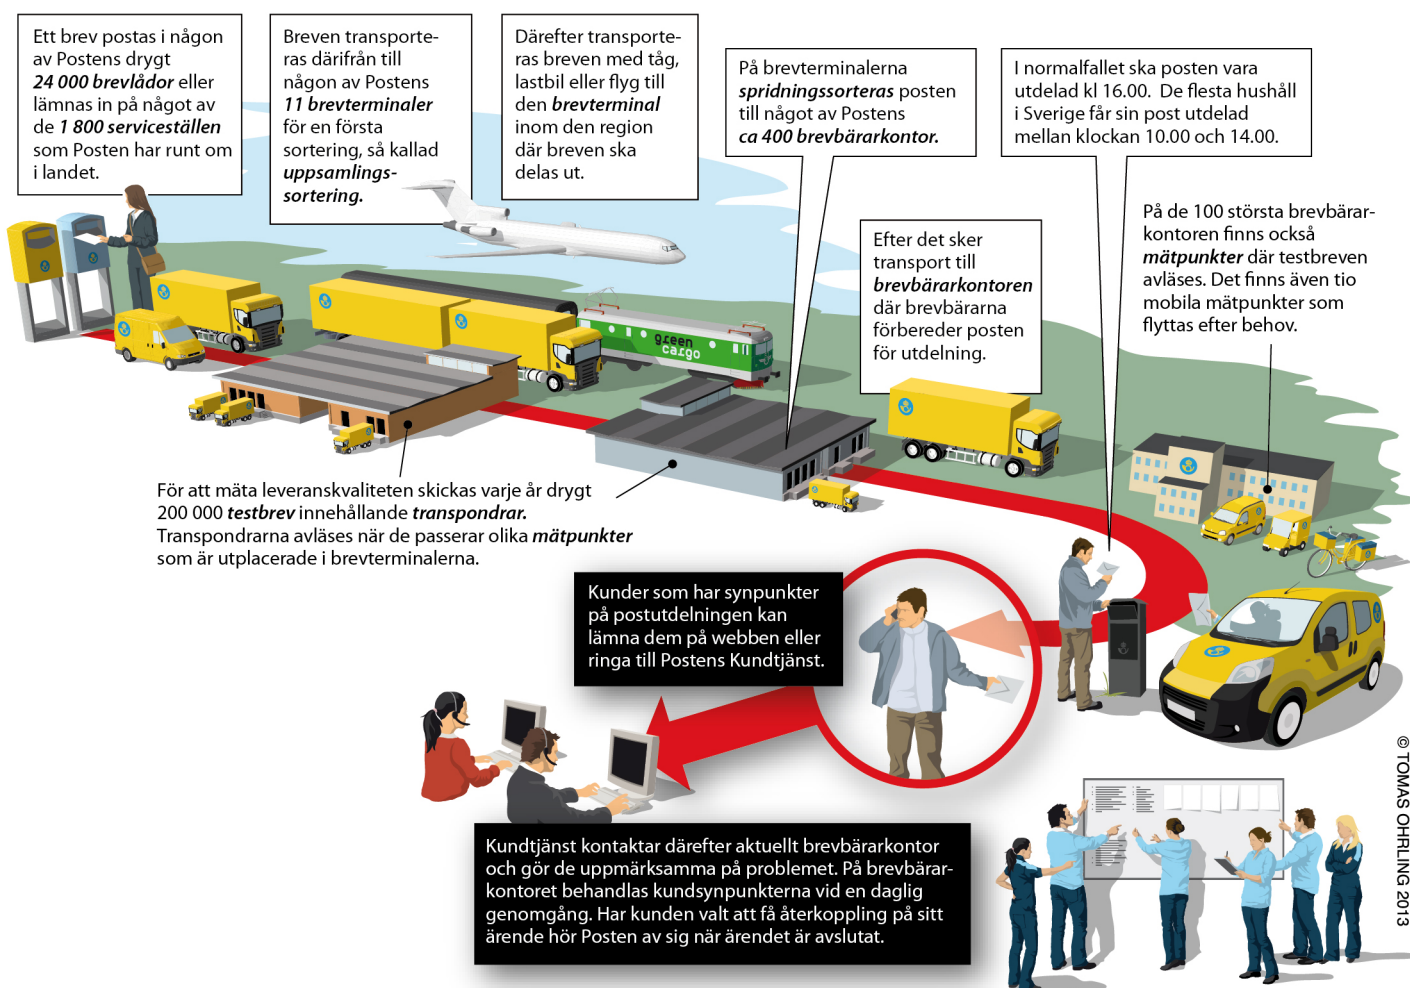 Ett brev postas i någon
av Postens drygt
24 000 brevlådor eller
lämnas in på något av
de 1 800 serviceställen
som Posten har runt om
i landet.
Breven transporte-
ras därifrån till
någon av Postens
11 brevterminaler
för en första
sortering, så kallad
uppsamlings-
sortering.
Därefter transporte-
ras breven med tåg,
lastbil eller flyg till
den brevterminal
inom den region
där breven ska
delas ut.
På brevterminalerna
spridningssorteras posten
till något av Postens
ca 400 brevbärarkontor.
I normalfallet ska posten vara
utdelad kl 16.00. De flesta hushåll
i Sverige får sin post utdelad
mellan klockan 10.00 och 14.00.
Efter det sker
transport till
brevbärarkontoren
där brevbärarna
förbereder posten
för utdelning.
På de 100 största brevbärar-
kontoren finns också
mätpunkter där testbreven
avläses. Det finns även tio
mobila mätpunkter som
flyttas efter behov.
green
cargo
För att mäta leveranskvaliteten skickas varje år drygt
200 000 testbrev innehållande transpondrar.
Transpondrarna avläses när de passerar olika mätpunkter
som är utplacerade i brevterminalerna.
Kunder som har synpunkter
på postutdelningen kan
lämna dem på webben eller
ringa till Postens Kundtjänst.
Kundtjänst kontaktar därefter aktuellt brevbärarkontor
och gör de uppmärksamma på problemet. På brevbärar-
kontoret behandlas kundsynpunkterna vid en daglig
genomgång. Har kunden valt att få återkoppling på sitt
ärende hör Posten av sig när ärendet är avslutat.
© TOMAS OHRLING 2013